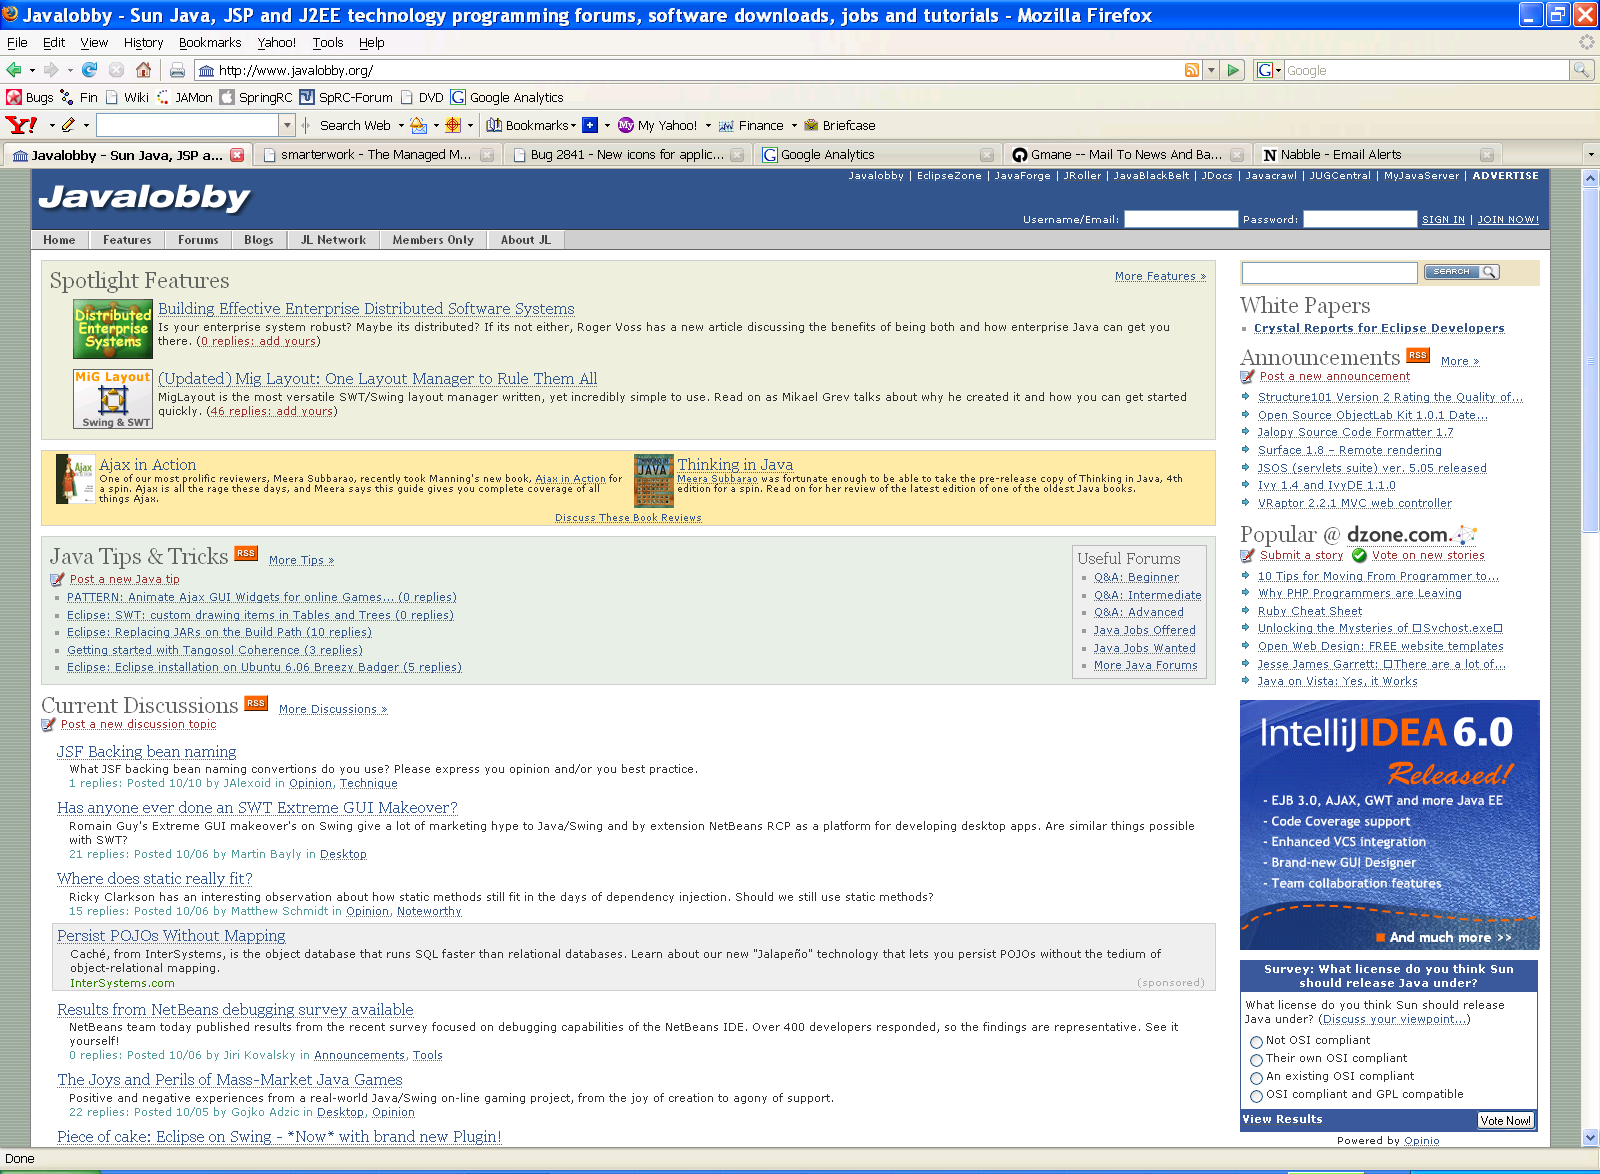 Javalobby - Sun Java, JSP and J2EE technology programming forums, software downloads, jobs and tutorials - Mozilla Firefox
File Edit View History Bookmarks Yahoo! Tools Help
http://www.javalobby.org/ G Google
Bugs Fin Wiki JAMon SpringRC SpRC-Forum DVD Google Analytics
Y! Search Web Bookmarks My Yahoo! Finance Briefcase
Javalobby - Sun Java, JSP a... smarterwork - The Managed M... Bug 2841 - New icons for applic... Google Analytics Gmane -- Mail To News And Ba... Nabble - Email Alerts
Javalobby | EclipseZone | JavaForge | JRoller | JavaBlackBelt | JDocs | Javacrawl | JUGCentral | MyJavaServer | ADVERTISE
Javalobby
Username/Email: Password: SIGN IN | JOIN NOW!
Home Features Forums Blogs JL Network Members Only About JL
Spotlight Features
More Features »
Distributed Enterprise Systems
Building Effective Enterprise Distributed Software Systems
Is your enterprise system robust? Maybe its distributed? If its not either, Roger Voss has a new article discussing the benefits of being both and how enterprise Java can get you
there. (0 replies: add yours)
MiG Layout
Swing & SWT
(Updated) Mig Layout: One Layout Manager to Rule Them All
MigLayout is the most versatile SWT/Swing layout manager written, yet incredibly simple to use. Read on as Mikael Grev talks about why he created it and how you can get started
quickly. (46 replies: add yours)
Ajax
Ajax in Action
One of our most prolific reviewers, Meera Subbarao, recently took Manning's new book, Ajax in Action for
a spin. Ajax is all the rage these days, and Meera says this guide gives you complete coverage of all
things Ajax.
JAVA
Thinking in Java
Meera Subbarao was fortunate enough to be able to take the pre-release copy of Thinking in Java, 4th
edition for a spin. Read on for her review of the latest edition of one of the oldest Java books.
Discuss These Book Reviews
Java Tips & Tricks RSS More Tips »
Post a new Java tip
PATTERN: Animate Ajax GUI Widgets for online Games... (0 replies)
Eclipse: SWT: custom drawing items in Tables and Trees (0 replies)
Eclipse: Replacing JARs on the Build Path (10 replies)
Getting started with Tangosol Coherence (3 replies)
Eclipse: Eclipse installation on Ubuntu 6.06 Breezy Badger (5 replies)
Useful Forums
Q&A: Beginner
Q&A: Intermediate
Q&A: Advanced
Java Jobs Offered
Java Jobs Wanted
More Java Forums
Current Discussions RSS More Discussions »
Post a new discussion topic
JSF Backing bean naming
What JSF backing bean naming convertions do you use? Please express you opinion and/or you best practice.
1 replies: Posted 10/10 by JAlexoid in Opinion, Technique
Has anyone ever done an SWT Extreme GUI Makeover?
Romain Guy's Extreme GUI makeover's on Swing give a lot of marketing hype to Java/Swing and by extension NetBeans RCP as a platform for developing desktop apps. Are similar things possible
with SWT?
21 replies: Posted 10/06 by Martin Bayly in Desktop
Where does static really fit?
Ricky Clarkson has an interesting observation about how static methods still fit in the days of dependency injection. Should we still use static methods?
15 replies: Posted 10/06 by Matthew Schmidt in Opinion, Noteworthy
Persist POJOs Without Mapping
Caché, from InterSystems, is the object database that runs SQL faster than relational databases. Learn about our new "Jalapeño" technology that lets you persist POJOs without the tedium of
object-relational mapping.
InterSystems.com (sponsored)
Results from NetBeans debugging survey available
NetBeans team today published results from the recent survey focused on debugging capabilities of the NetBeans IDE. Over 400 developers responded, so the findings are representative. See it
yourself!
0 replies: Posted 10/06 by Jiri Kovalsky in Announcements, Tools
The Joys and Perils of Mass-Market Java Games
Positive and negative experiences from a real-world Java/Swing on-line gaming project, from the joy of creation to agony of support.
22 replies: Posted 10/05 by Gojko Adzic in Desktop, Opinion
Piece of cake: Eclipse on Swing - *Now* with brand new Plugin!
SEARCH
White Papers
Crystal Reports for Eclipse Developers
Announcements RSS More »
Post a new announcement
Structure101 Version 2 Rating the Quality of...
Open Source ObjectLab Kit 1.0.1 Date...
Jalopy Source Code Formatter 1.7
Surface 1.8 – Remote rendering
JSOS (servlets suite) ver. 5.05 released
Ivy 1.4 and IvyDE 1.1.0
VRaptor 2.2.1 MVC web controller
Popular @ dzone.com
Submit a story Vote on new stories
10 Tips for Moving From Programmer to...
Why PHP Programmers are Leaving
Ruby Cheat Sheet
Unlocking the Mysteries of □Svchost.exe□
Open Web Design: FREE website templates
Jesse James Garrett: □There are a lot of...
Java on Vista: Yes, it Works
IntelliJ IDEA 6.0
Released!
- EJB 3.0, AJAX, GWT and more Java EE
- Code Coverage support
- Enhanced VCS integration
- Brand-new GUI Designer
- Team collaboration features
And much more >>
Survey: What license do you think Sun
should release Java under?
What license do you think Sun should release
Java under? (Discuss your viewpoint...)
Not OSI compliant
Their own OSI compliant
An existing OSI compliant
OSI compliant and GPL compatible
View Results Vote Now!
Powered by Opinio
Done